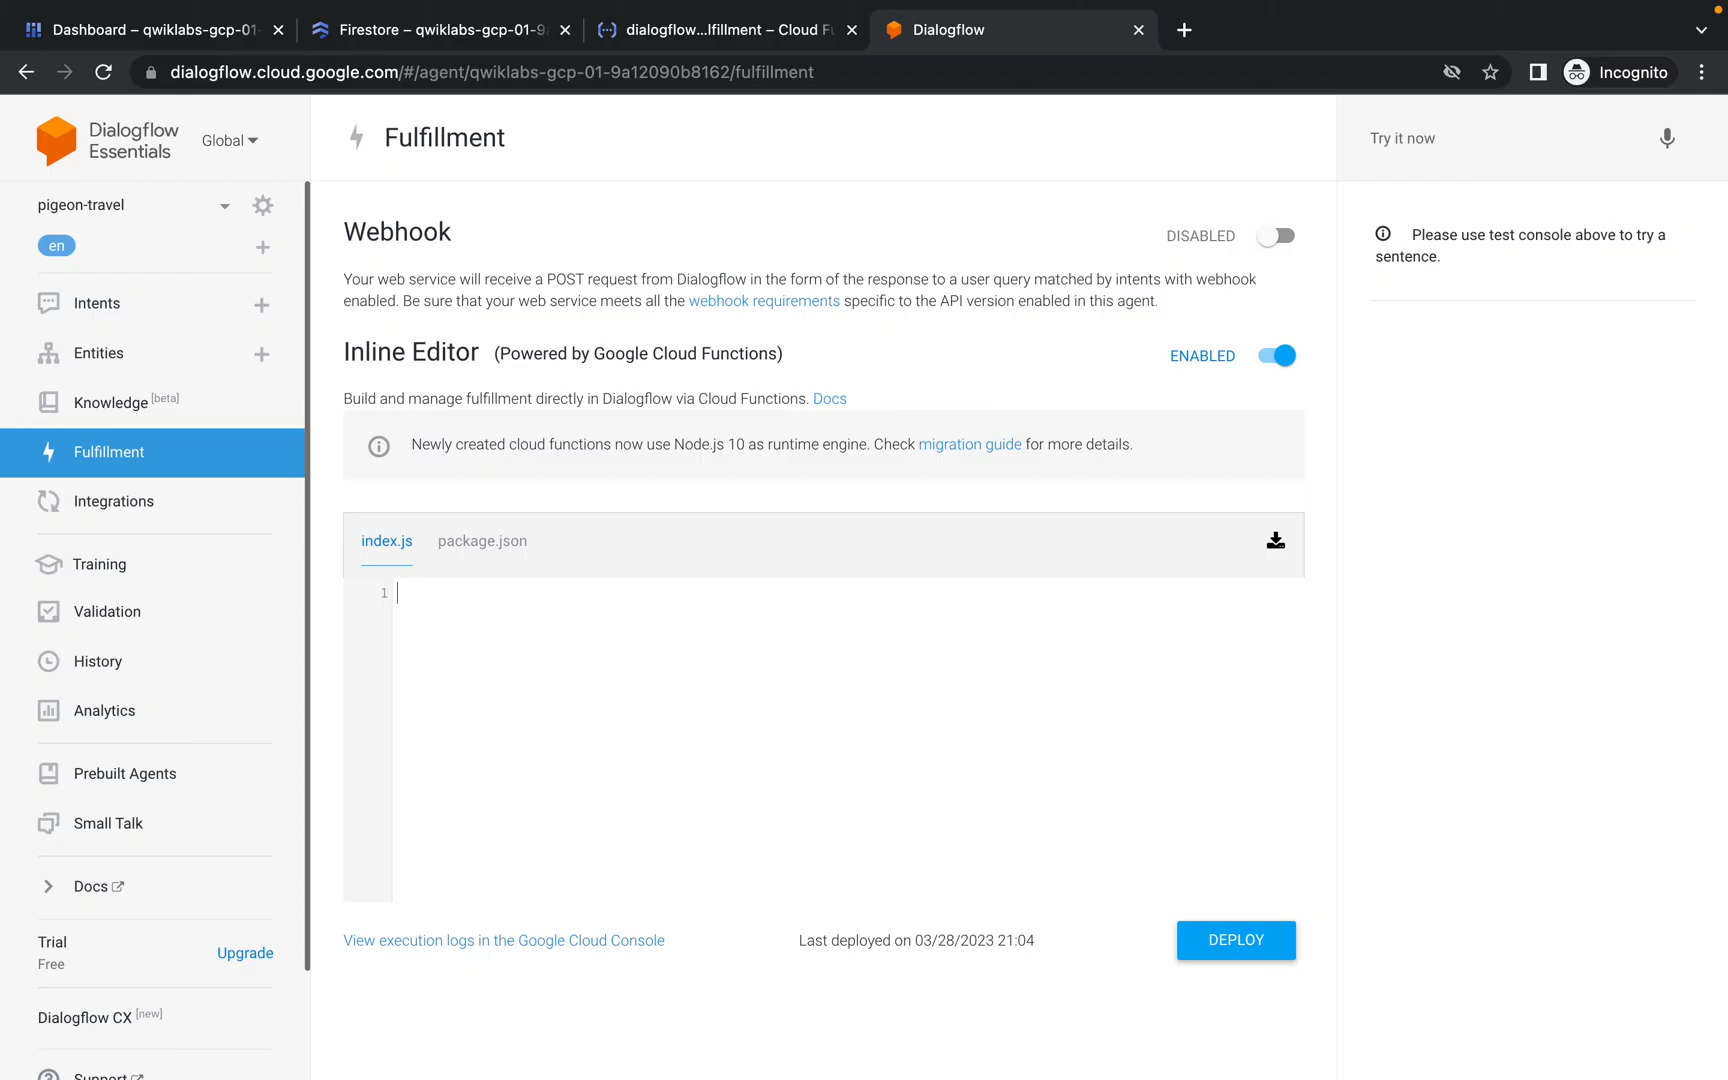 Dashboard – qwiklabs-gcp-01-
Firestore – qwiklabs-gcp-01-9
dialogflow...lfillment – Cloud Fu
Dialogflow
dialogflow.cloud.google.com/#/agent/qwiklabs-gcp-01-9a12090b8162/fulfillment
Incognito
Dialogflow
Essentials
Global
Fulfillment
Try it now
pigeon-travel
en
Intents
Entities
Knowledge [beta]
Fulfillment
Integrations
Training
Validation
History
Analytics
Prebuilt Agents
Small Talk
Docs
Trial
Free
Upgrade
Dialogflow CX [new]
Support
Webhook
DISABLED
Your web service will receive a POST request from Dialogflow in the form of the response to a user query matched by intents with webhook
enabled. Be sure that your web service meets all the webhook requirements specific to the API version enabled in this agent.
Inline Editor (Powered by Google Cloud Functions)
ENABLED
Build and manage fulfillment directly in Dialogflow via Cloud Functions. Docs
Newly created cloud functions now use Node.js 10 as runtime engine. Check migration guide for more details.
index.js
package.json
1
View execution logs in the Google Cloud Console
Last deployed on 03/28/2023 21:04
DEPLOY
Please use test console above to try a
sentence.